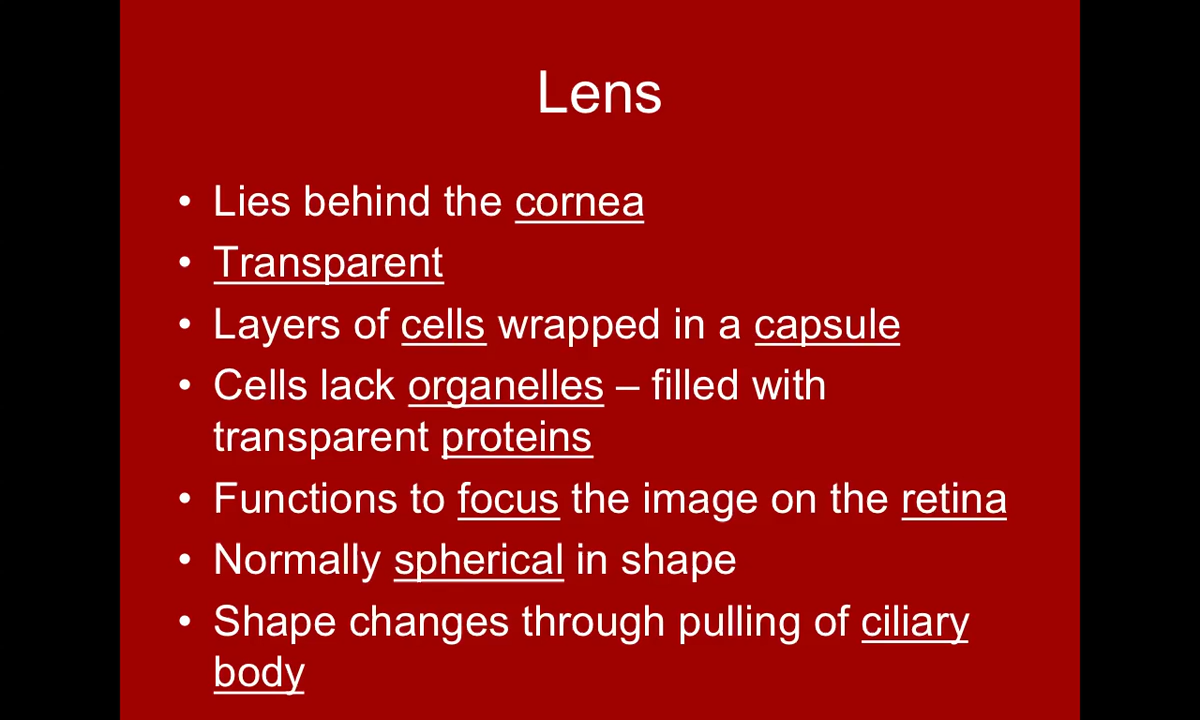 Lens
• Lies behind the cornea
• Transparent
• Layers of cells wrapped in a capsule
• Cells lack organelles – filled with
transparent proteins
• Functions to focus the image on the retina
• Normally spherical in shape
• Shape changes through pulling of ciliary
body